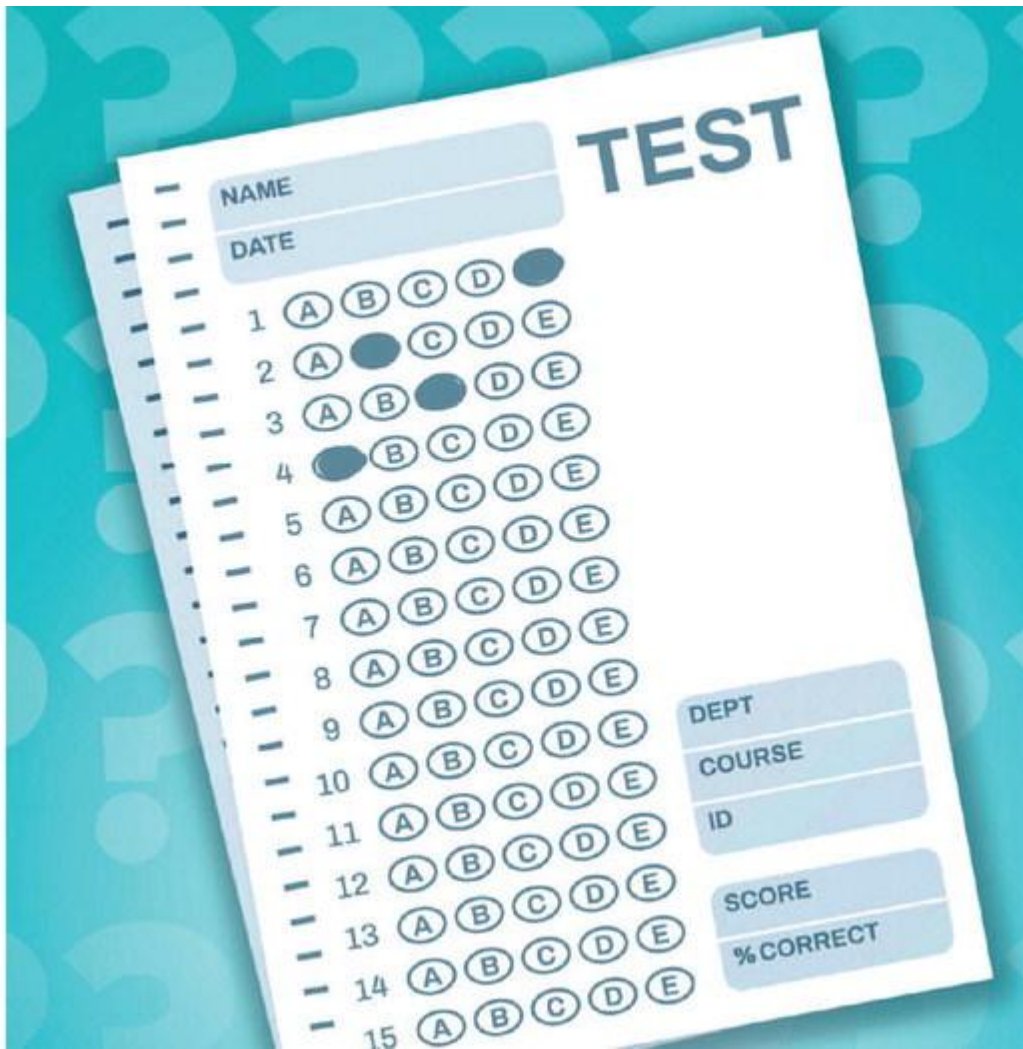 TEST
NAME
DATE
1 A B C D
2 A C D E
3 A B D E
4 B C D E
5 A B C D E
6 A B C D E
7 A B C D E
8 A B C D E
9 A B C D E
10 A B C D E
11 A B C D E
12 A B C D E
13 A B C D E
14 A B C D E
15 A B C D E
DEPT
COURSE
ID
SCORE
% CORRECT